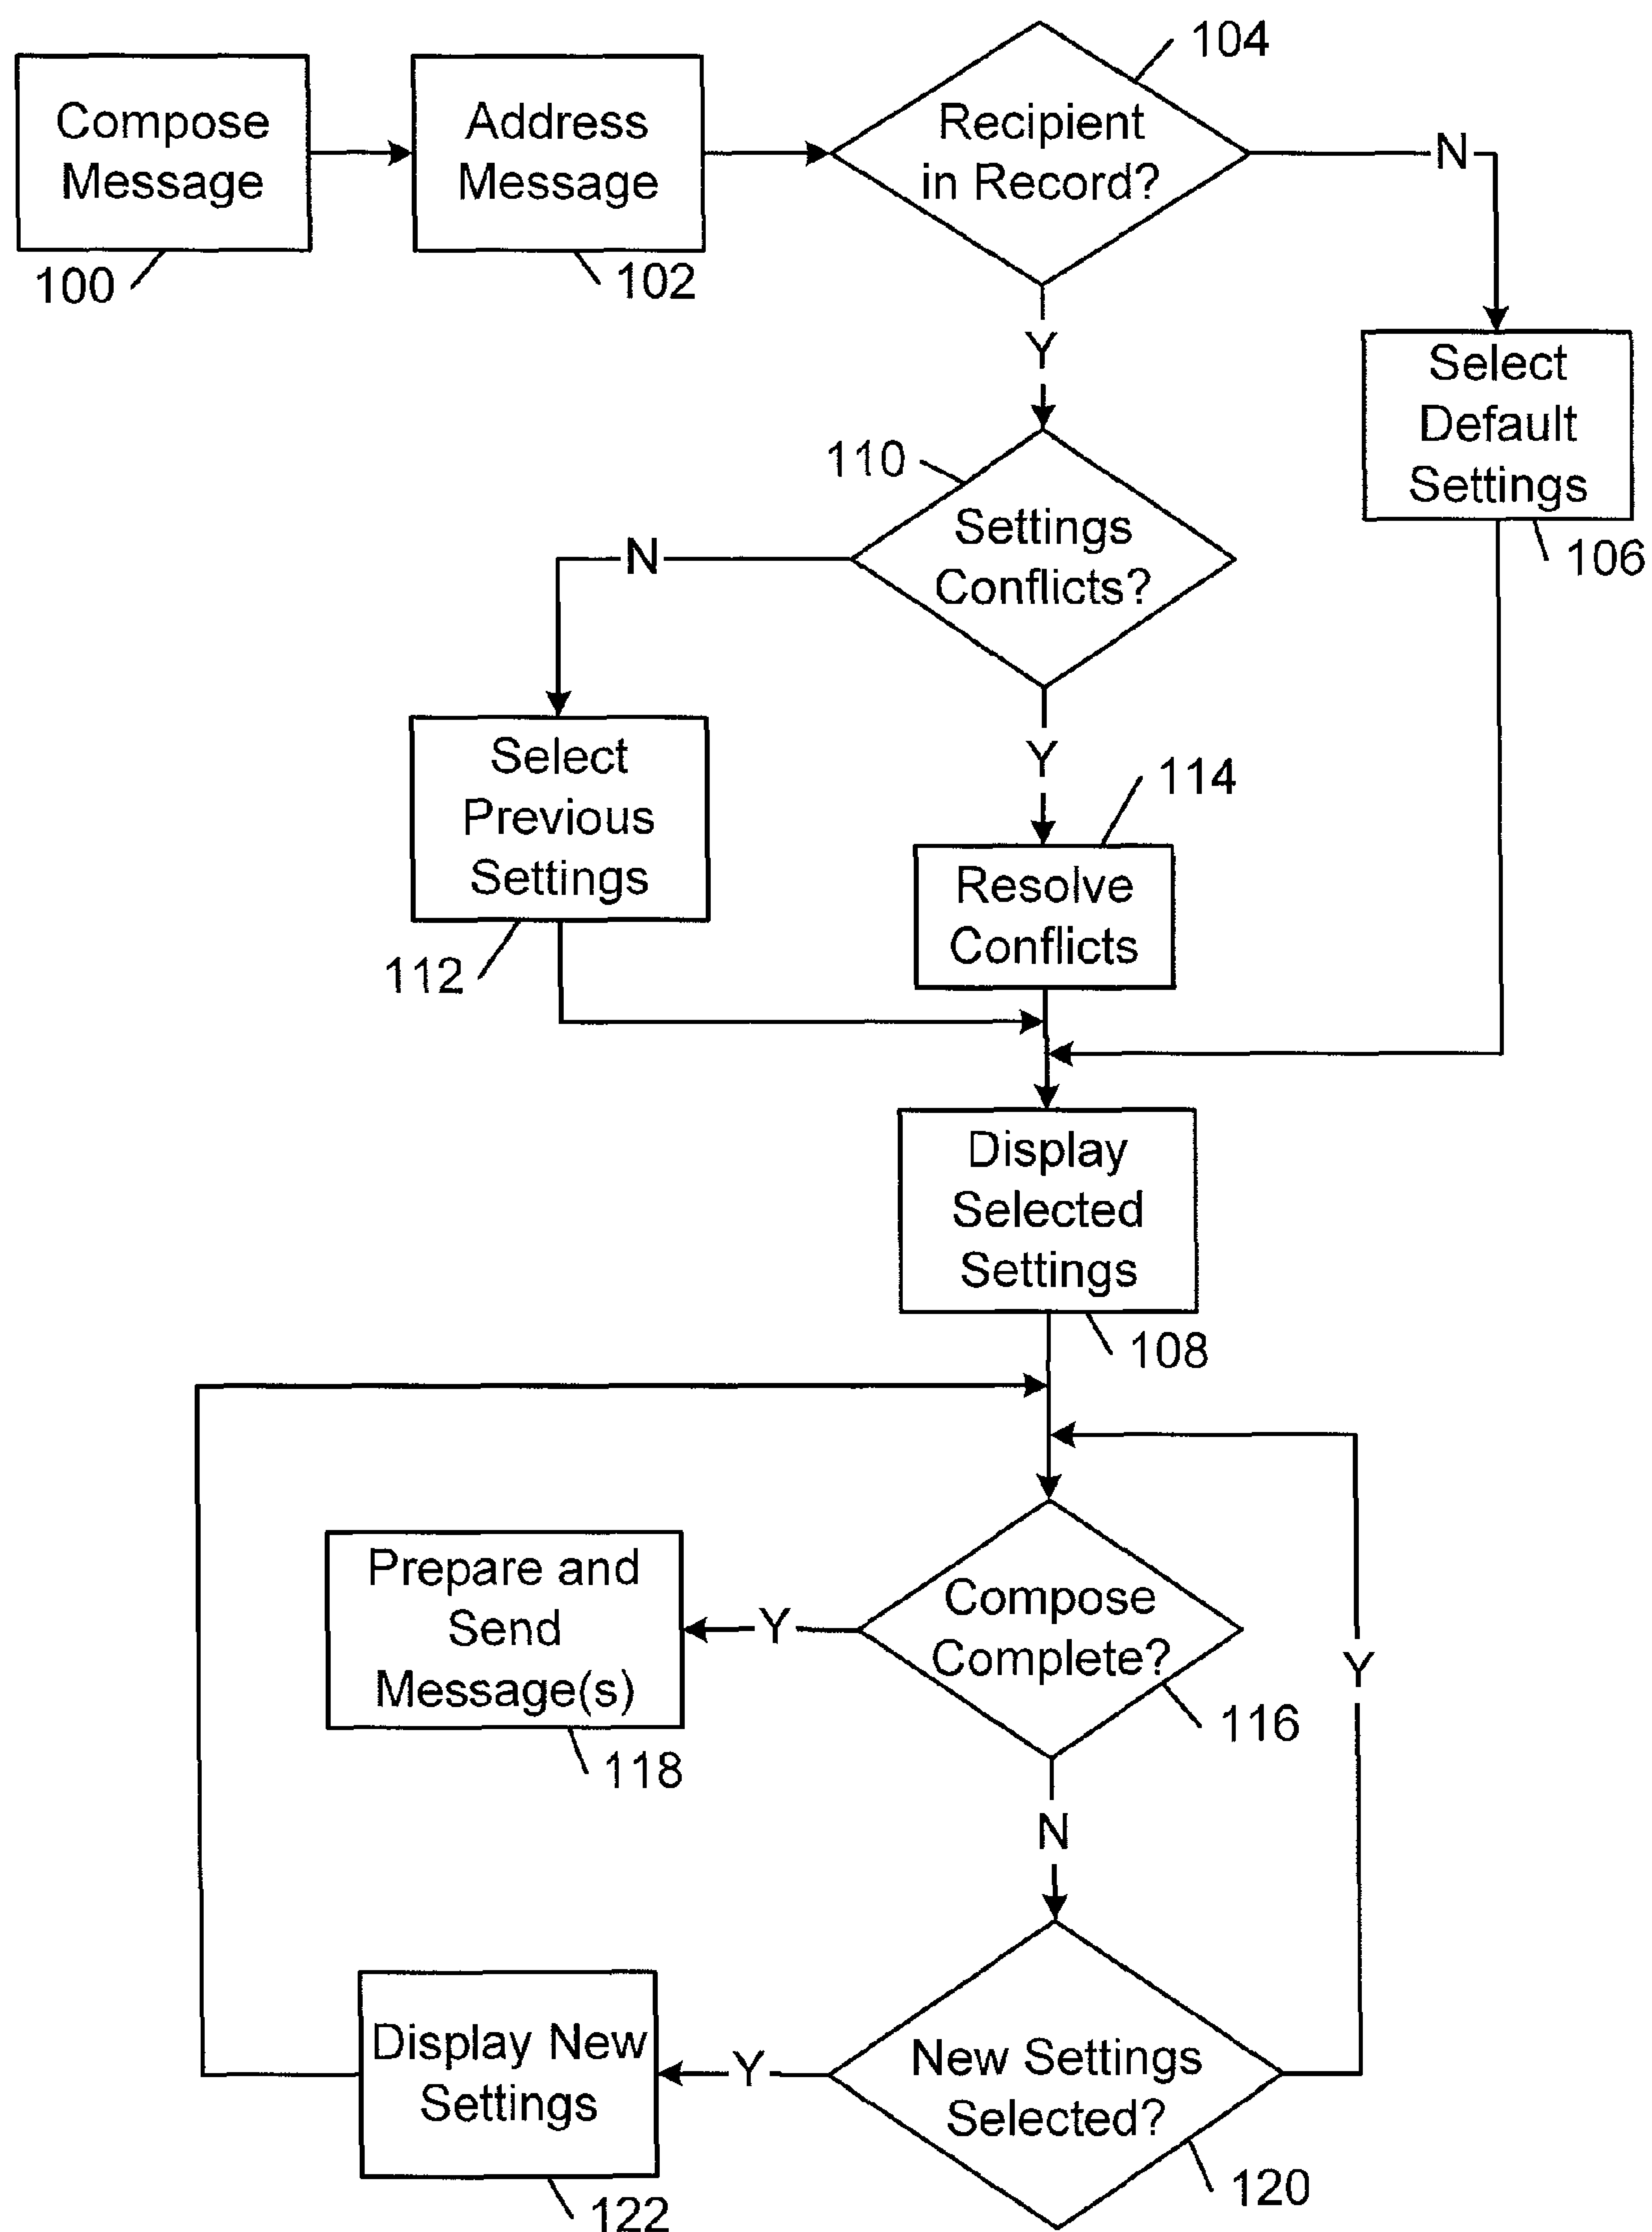 104
Compose
Message
Address
Message
Recipient
in Record?
N
100
102
Y
Select
Default
Settings
110
Settings
Conflicts?
N
106
Select
Previous
Settings
Y
114
Resolve
Conflicts
112
Display
Selected
Settings
108
Prepare and
Send
Message(s)
Y
Compose
Complete?
Y
116
118
N
Display New
Settings
Y
New Settings
Selected?
120
122